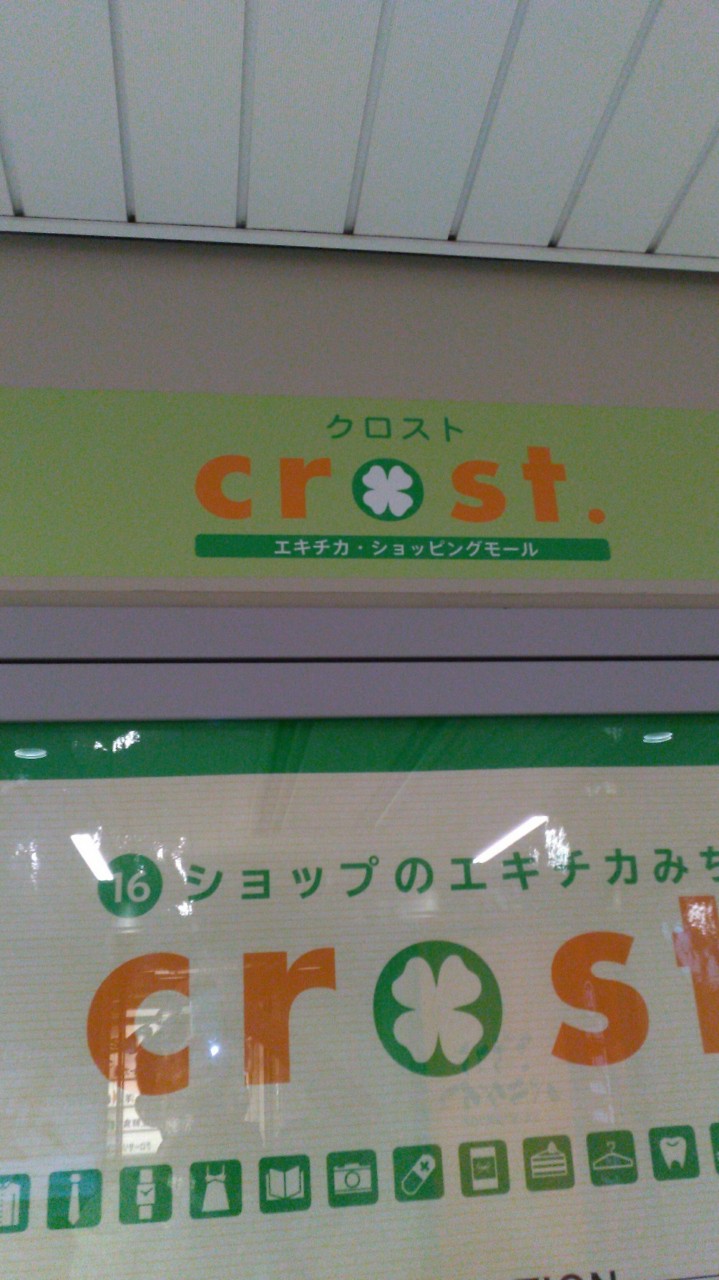 クロスト
crost.
エキチカ・ショッピングモール
16 ショップのエキチカみち
crost